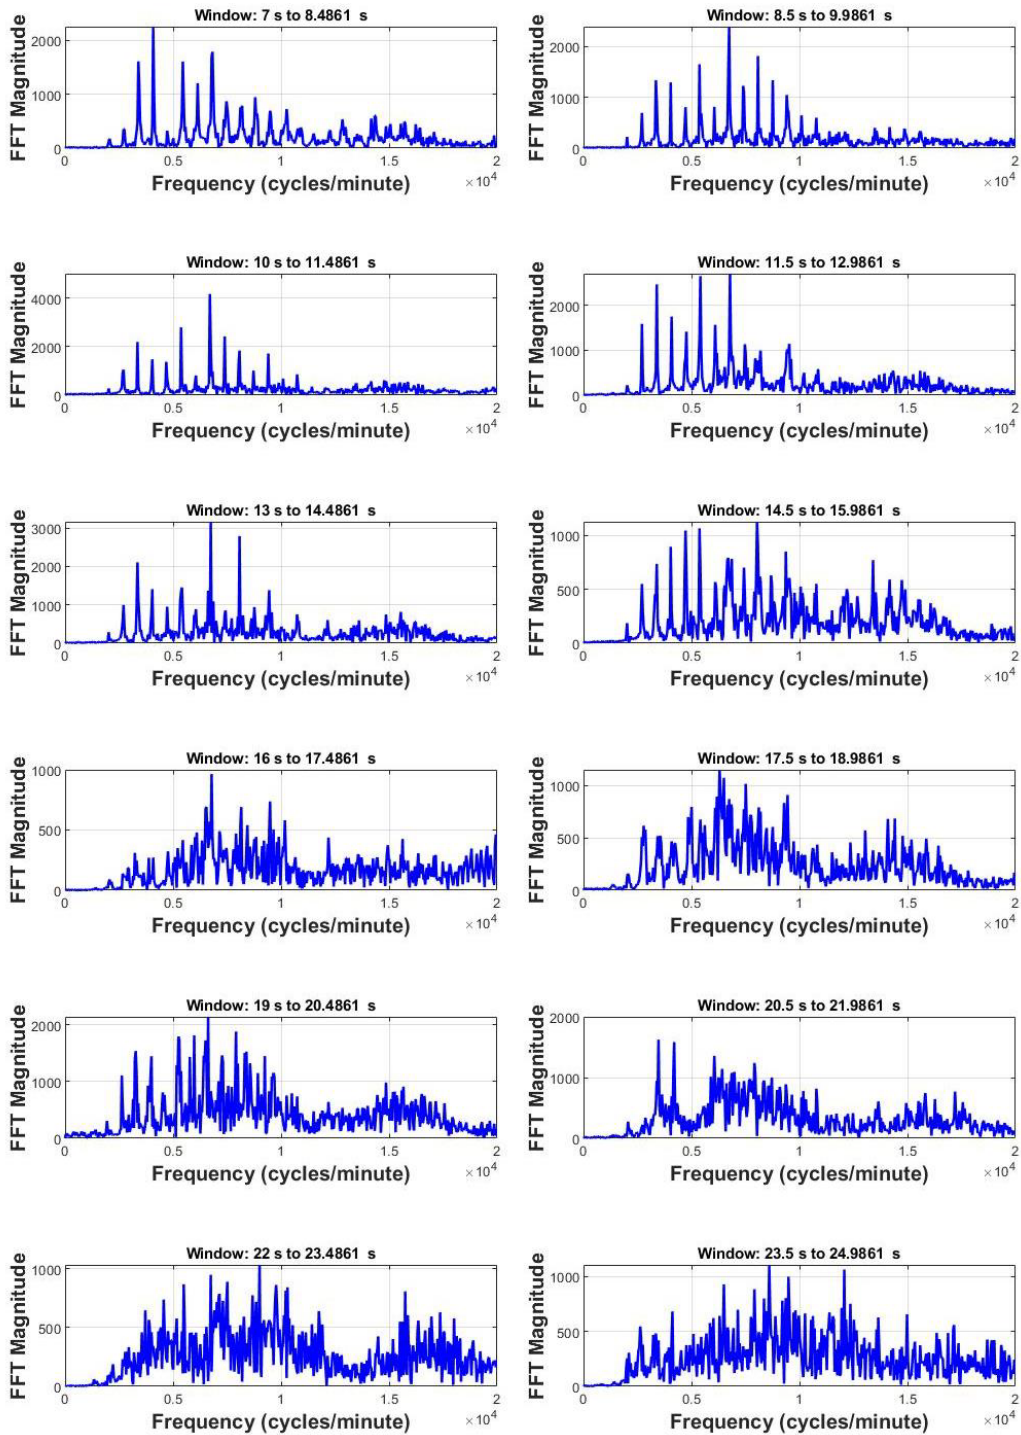 Window: 7 s to 8.4861  s
FFT Magnitude
2000
1000
0
0 0.5 1 1.5 2
Frequency (cycles/minute)
×10^4
Window: 8.5 s to 9.9861  s
FFT Magnitude
2000
1000
0
0 0.5 1 1.5 2
Frequency (cycles/minute)
×10^4
Window: 10 s to 11.4861  s
FFT Magnitude
4000
2000
0
0 0.5 1 1.5 2
Frequency (cycles/minute)
×10^4
Window: 11.5 s to 12.9861  s
FFT Magnitude
2000
1000
0
0 0.5 1 1.5 2
Frequency (cycles/minute)
×10^4
Window: 13 s to 14.4861  s
FFT Magnitude
3000
2000
1000
0
0 0.5 1 1.5 2
Frequency (cycles/minute)
×10^4
Window: 14.5 s to 15.9861  s
FFT Magnitude
1000
500
0
0 0.5 1 1.5 2
Frequency (cycles/minute)
×10^4
Window: 16 s to 17.4861  s
FFT Magnitude
1000
500
0
0 0.5 1 1.5 2
Frequency (cycles/minute)
×10^4
Window: 17.5 s to 18.9861  s
FFT Magnitude
1000
500
0
0 0.5 1 1.5 2
Frequency (cycles/minute)
×10^4
Window: 19 s to 20.4861  s
FFT Magnitude
2000
1000
0
0 0.5 1 1.5 2
Frequency (cycles/minute)
×10^4
Window: 20.5 s to 21.9861  s
FFT Magnitude
2000
1000
0
0 0.5 1 1.5 2
Frequency (cycles/minute)
×10^4
Window: 22 s to 23.4861  s
FFT Magnitude
1000
500
0
0 0.5 1 1.5 2
Frequency (cycles/minute)
×10^4
Window: 23.5 s to 24.9861  s
FFT Magnitude
1000
500
0
0 0.5 1 1.5 2
Frequency (cycles/minute)
×10^4